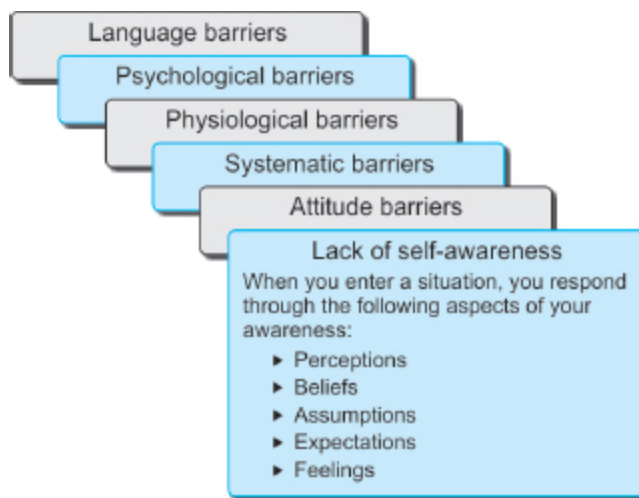 Language barriers
Psychological barriers
Physiological barriers
Systematic barriers
Attitude barriers
Lack of self-awareness
When you enter a situation, you respond
through the following aspects of your
awareness:
▸ Perceptions
▸ Beliefs
▸ Assumptions
▸ Expectations
▸ Feelings